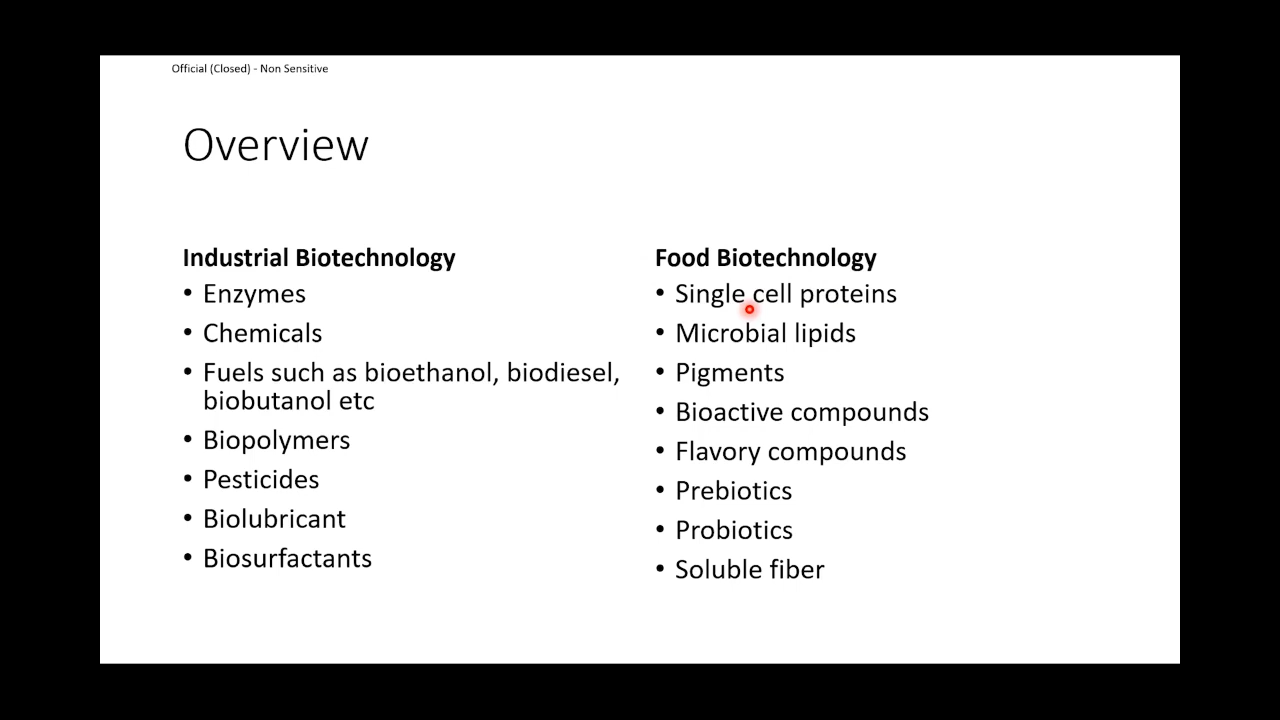 Official (Closed) - Non Sensitive
Overview
Industrial Biotechnology
• Enzymes
• Chemicals
• Fuels such as bioethanol, biodiesel,
biobutanol etc
• Biopolymers
• Pesticides
• Biolubricant
• Biosurfactants
Food Biotechnology
• Single cell proteins
• Microbial lipids
• Pigments
• Bioactive compounds
• Flavory compounds
• Prebiotics
• Probiotics
• Soluble fiber